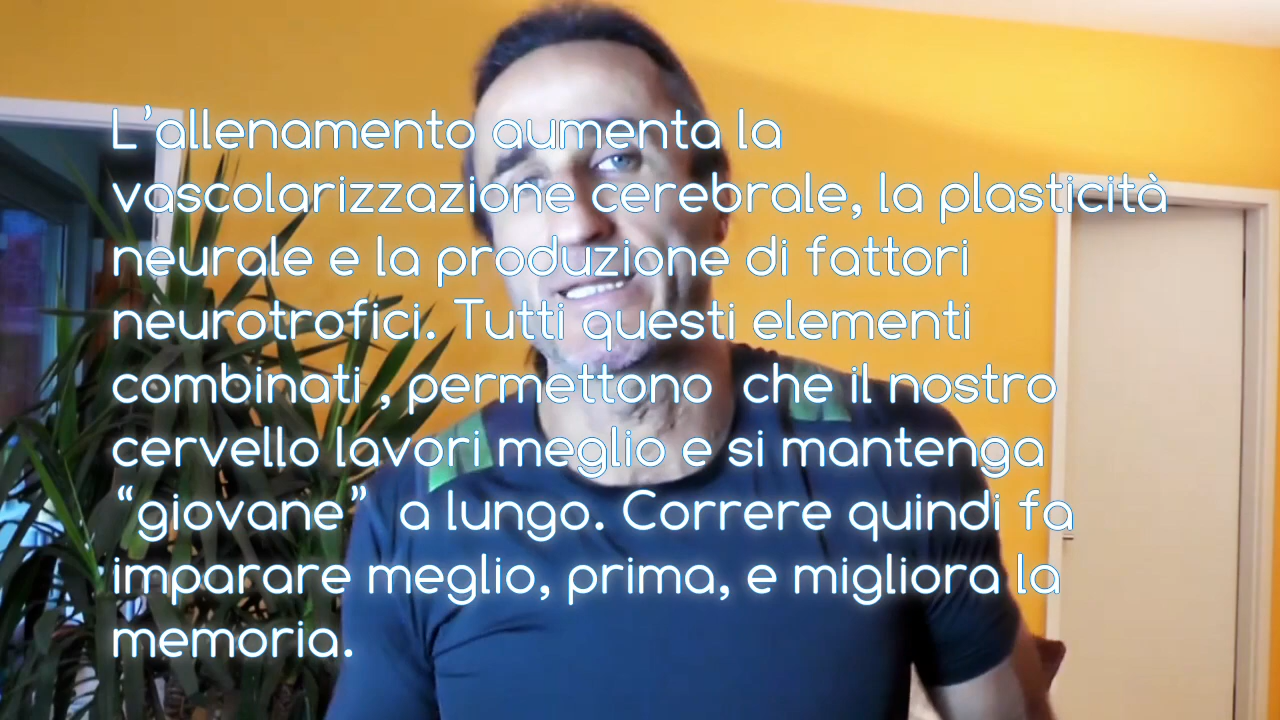 L'allenamento aumenta la
vascolarizzazione cerebrale, la plasticità
neurale e la produzione di fattori
neurotrofici. Tutti questi elementi
combinati , permettono  che il nostro
cervello lavori meglio e si mantenga
“giovane”  a lungo. Correre quindi fa
imparare meglio, prima, e migliora la
memoria.